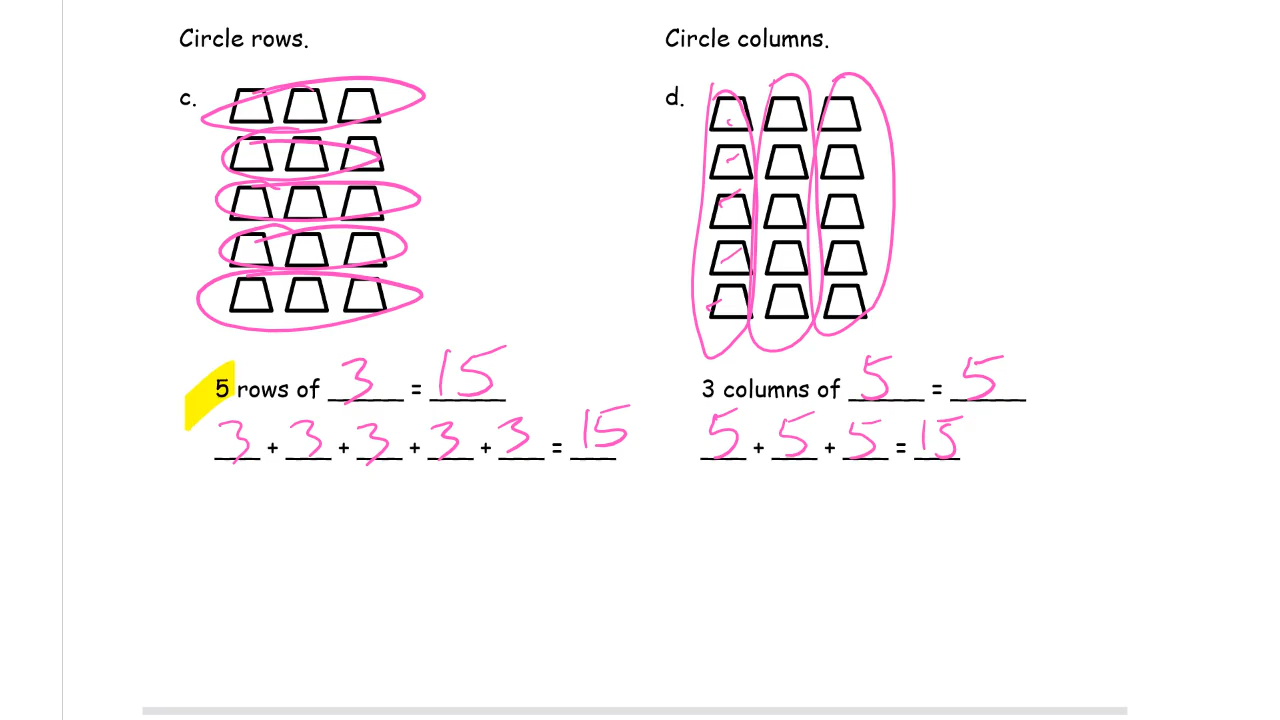 Circle rows.
c.
5 rows of 3 = 15
3 + 3 + 3 + 3 + 3 = 15
Circle columns.
d.
3 columns of 5 = 5
5 + 5 + 5 = 15